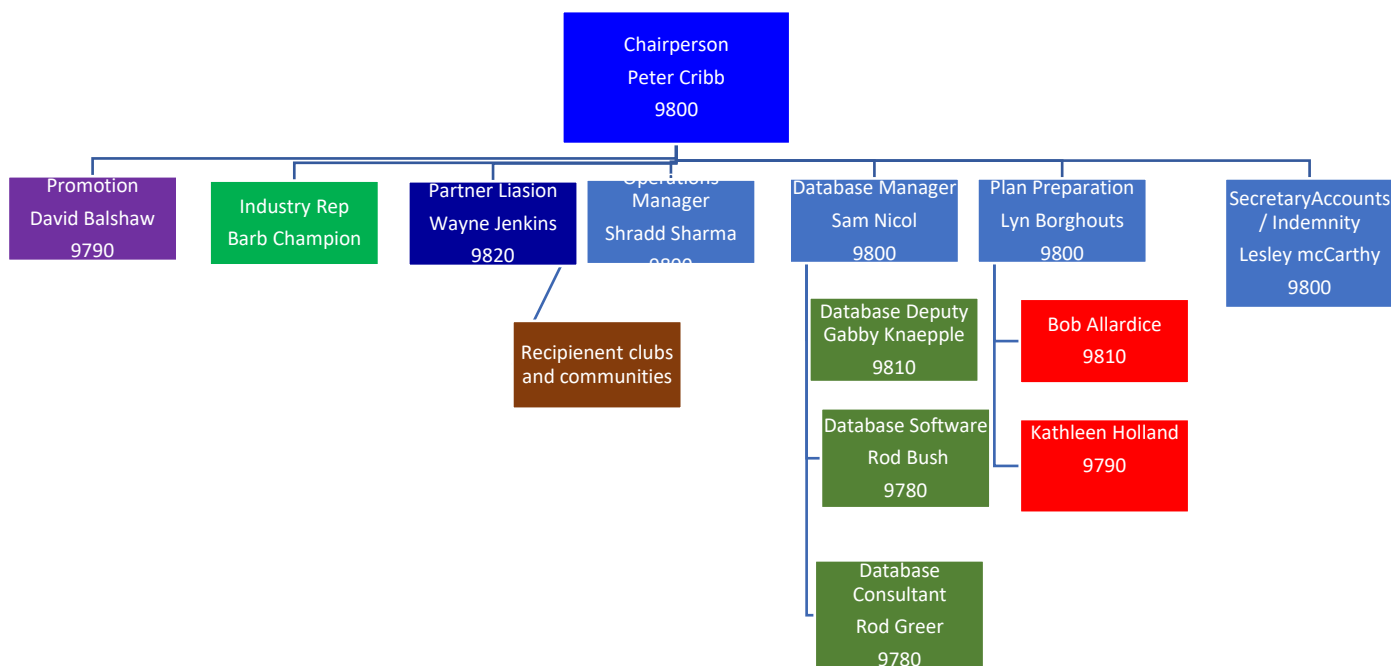 Chairperson
Peter Cribb
9800
Promotion
David Balshaw
9790
Industry Rep
Barb Champion
Partner Liasion
Wayne Jenkins
9820
Operations
Manager
Shradd Sharma
9800
Database Manager
Sam Nicol
9800
Plan Preparation
Lyn Borghouts
9800
SecretaryAccounts
/ Indemnity
Lesley mcCarthy
9800
Recipienent clubs
and communities
Database Deputy
Gabby Knaepple
9810
Database Software
Rod Bush
9780
Database
Consultant
Rod Greer
9780
Bob Allardice
9810
Kathleen Holland
9790